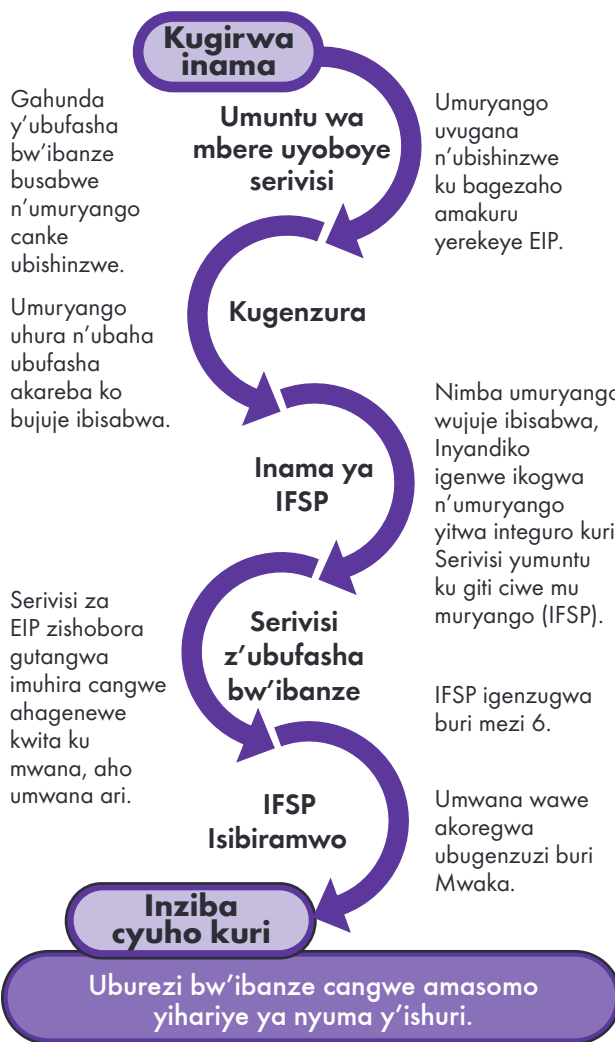 Kugirwa
inama
Gahunda
y'ubufasha
bw'ibanze
busabwe
n'umuryango
canke
ubishinzwe.
Umuntu wa
mbere uyoboye
serivisi
Umuryango
uvugana
n'ubishinzwe
ku bagezaho
amakuru
yerekeye EIP.
Umuryango
uhura n'ubaha
ubufasha
akareba ko
bujuje ibisabwa.
Kugenzura
Inama ya
IFSP
Nimba umuryango
wujuje ibisabwa,
Inyandiko
igenwe ikogwa
n'umuryango
yitwa integuro kuri
Serivisi yumuntu
ku giti ciwe mu
muryango (IFSP).
Serivisi za
EIP zishobora
gutangwa
imuhira cangwe
ahagenewe
kwita ku
mwana, aho
umwana ari.
Serivisi
z'ubufasha
bw'ibanze
IFSP igenzugwa
buri mezi 6.
IFSP
Isibiramwo
Umwana wawe
akoregwa
ubugenzuzi buri
Mwaka.
Inziba
cyuho kuri
Uburezi bw'ibanze cangwe amasomo
yihariye ya nyuma y'ishuri.